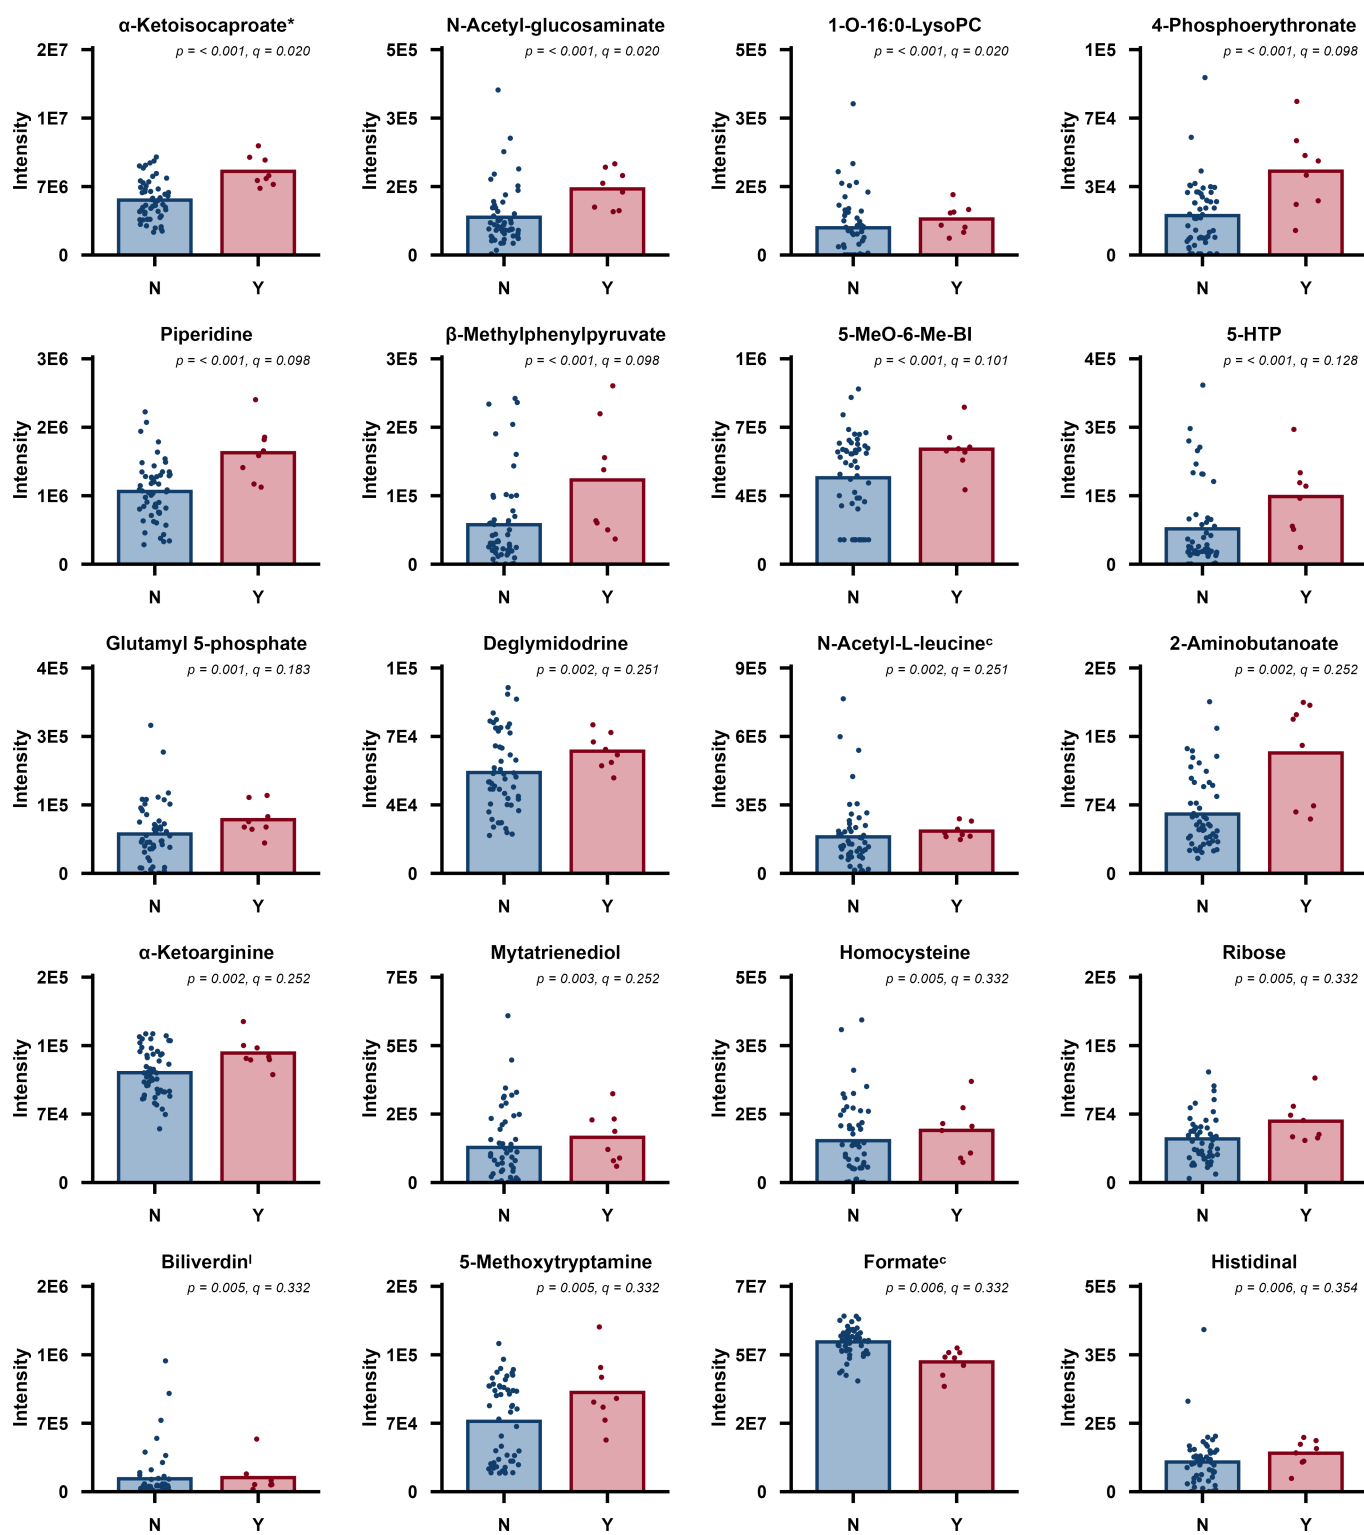 α-Ketoisocaproate*
p = < 0.001, q = 0.020
2E7
1E7
7E6
0
Intensity
N
Y
N-Acetyl-glucosaminate
p = < 0.001, q = 0.020
5E5
3E5
2E5
0
Intensity
N
Y
1-O-16:0-LysoPC
p = < 0.001, q = 0.020
5E5
3E5
2E5
0
Intensity
N
Y
4-Phosphoerythronate
p = < 0.001, q = 0.098
1E5
7E4
3E4
0
Intensity
N
Y
Piperidine
p = < 0.001, q = 0.098
3E6
2E6
1E6
0
Intensity
N
Y
β-Methylphenylpyruvate
p = < 0.001, q = 0.098
3E5
2E5
1E5
0
Intensity
N
Y
5-MeO-6-Me-BI
p = < 0.001, q = 0.101
1E6
7E5
4E5
0
Intensity
N
Y
5-HTP
p = < 0.001, q = 0.128
4E5
3E5
1E5
0
Intensity
N
Y
Glutamyl 5-phosphate
p = 0.001, q = 0.183
4E5
3E5
1E5
0
Intensity
N
Y
Deglymidodrine
p = 0.002, q = 0.251
1E5
7E4
4E4
0
Intensity
N
Y
N-Acetyl-L-leucineᶜ
p = 0.002, q = 0.251
9E5
6E5
3E5
0
Intensity
N
Y
2-Aminobutanoate
p = 0.002, q = 0.252
2E5
1E5
7E4
0
Intensity
N
Y
α-Ketoarginine
p = 0.002, q = 0.252
2E5
1E5
7E4
0
Intensity
N
Y
Mytatrienediol
p = 0.003, q = 0.252
7E5
5E5
2E5
0
Intensity
N
Y
Homocysteine
p = 0.005, q = 0.332
5E5
3E5
2E5
0
Intensity
N
Y
Ribose
p = 0.005, q = 0.332
2E5
1E5
7E4
0
Intensity
N
Y
Biliverdinˡ
p = 0.005, q = 0.332
2E6
1E6
7E5
0
Intensity
N
Y
5-Methoxytryptamine
p = 0.005, q = 0.332
2E5
1E5
7E4
0
Intensity
N
Y
Formateᶜ
p = 0.006, q = 0.332
7E7
5E7
2E7
0
Intensity
N
Y
Histidinal
p = 0.006, q = 0.354
5E5
3E5
2E5
0
Intensity
N
Y